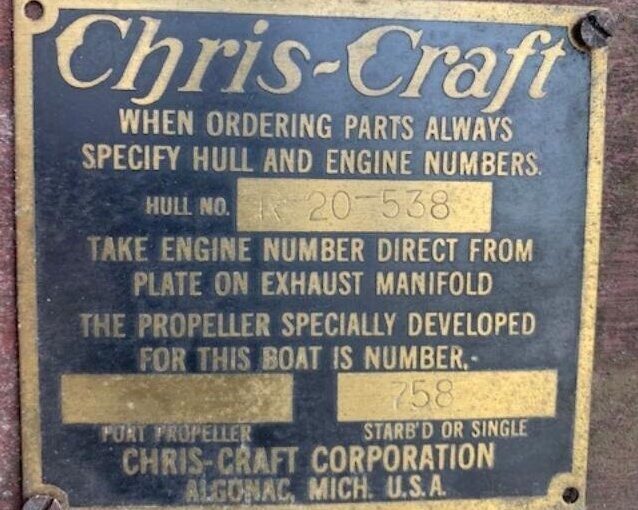 Chris-Craft
WHEN ORDERING PARTS ALWAYS
SPECIFY HULL AND ENGINE NUMBERS.
HULL NO. R 20-538
TAKE ENGINE NUMBER DIRECT FROM
PLATE ON EXHAUST MANIFOLD
THE PROPELLER SPECIALLY DEVELOPED
FOR THIS BOAT IS NUMBER.-
758
PORT PROPELLER STARB'D OR SINGLE
CHRIS-CRAFT CORPORATION
ALGONAC, MICH. U.S.A.